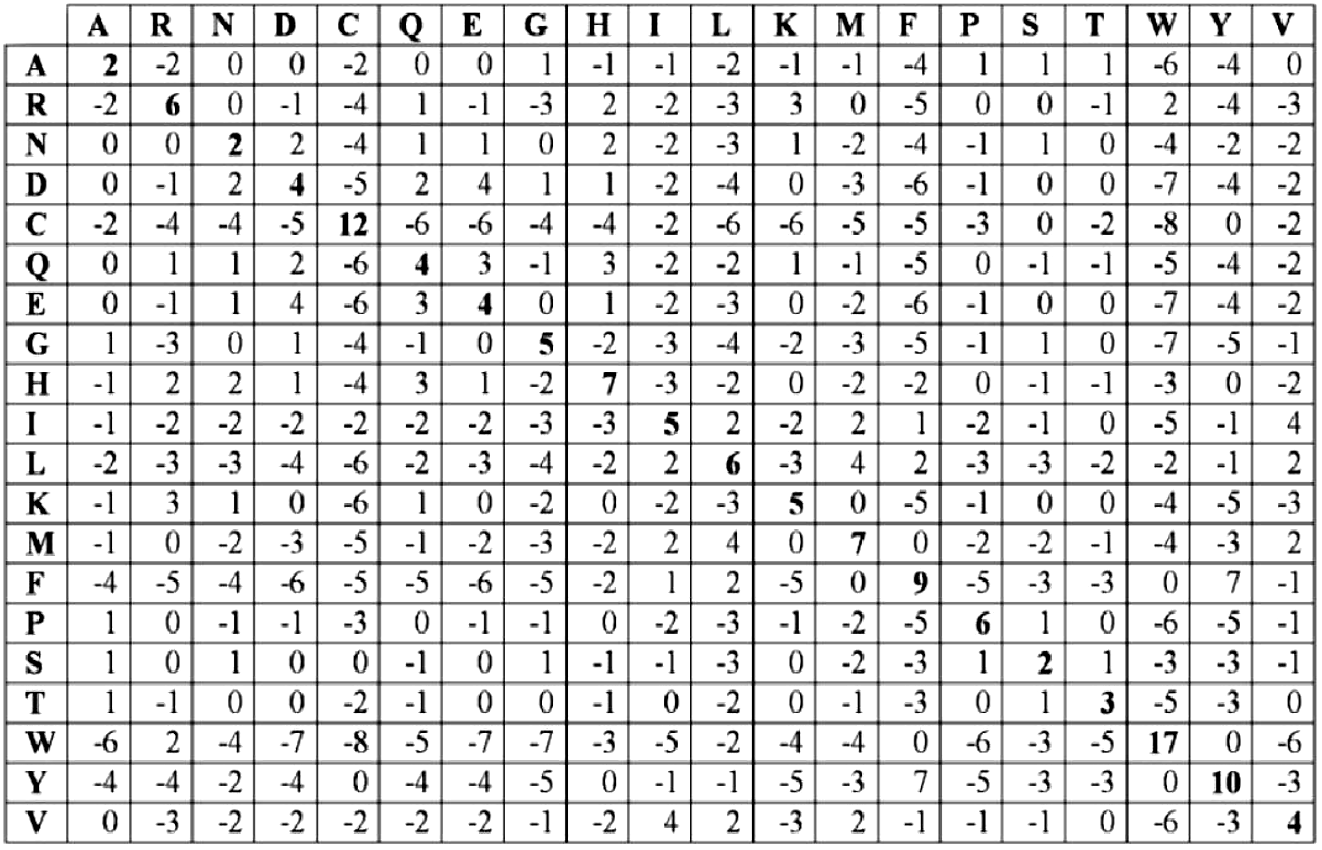 A R N D C Q E G H I L K M F P S T W Y V
A 2 -2 0 0 -2 0 0 1 -1 -1 -2 -1 -1 -4 1 1 1 -6 -4 0
R -2 6 0 -1 -4 1 -1 -3 2 -2 -3 3 0 -5 0 0 -1 2 -4 -3
N 0 0 2 2 -4 1 1 0 2 -2 -3 1 -2 -4 -1 1 0 -4 -2 -2
D 0 -1 2 4 -5 2 4 1 1 -2 -4 0 -3 -6 -1 0 0 -7 -4 -2
C -2 -4 -4 -5 12 -6 -6 -4 -4 -2 -6 -6 -5 -5 -3 0 -2 -8 0 -2
Q 0 1 1 2 -6 4 3 -1 3 -2 -2 1 -1 -5 0 -1 -1 -5 -4 -2
E 0 -1 1 4 -6 3 4 0 1 -2 -3 0 -2 -6 -1 0 0 -7 -4 -2
G 1 -3 0 1 -4 -1 0 5 -2 -3 -4 -2 -3 -5 -1 1 0 -7 -5 -1
H -1 2 2 1 -4 3 1 -2 7 -3 -2 0 -2 -2 0 -1 -1 -3 0 -2
I -1 -2 -2 -2 -2 -2 -2 -3 -3 5 2 -2 2 1 -2 -1 0 -5 -1 4
L -2 -3 -3 -4 -6 -2 -3 -4 -2 2 6 -3 4 2 -3 -3 -2 -2 -1 2
K -1 3 1 0 -6 1 0 -2 0 -2 -3 5 0 -5 -1 0 0 -4 -5 -3
M -1 0 -2 -3 -5 -1 -2 -3 -2 2 4 0 7 0 -2 -2 -1 -4 -3 2
F -4 -5 -4 -6 -5 -5 -6 -5 -2 1 2 -5 0 9 -5 -3 -3 0 7 -1
P 1 0 -1 -1 -3 0 -1 -1 0 -2 -3 -1 -2 -5 6 1 0 -6 -5 -1
S 1 0 1 0 0 -1 0 1 -1 -1 -3 0 -2 -3 1 2 1 -3 -3 -1
T 1 -1 0 0 -2 -1 0 0 -1 0 -2 0 -1 -3 0 1 3 -5 -3 0
W -6 2 -4 -7 -8 -5 -7 -7 -3 -5 -2 -4 -4 0 -6 -3 -5 17 0 -6
Y -4 -4 -2 -4 0 -4 -4 -5 0 -1 -1 -5 -3 7 -5 -3 -3 0 10 -3
V 0 -3 -2 -2 -2 -2 -2 -1 -2 4 2 -3 2 -1 -1 -1 0 -6 -3 4